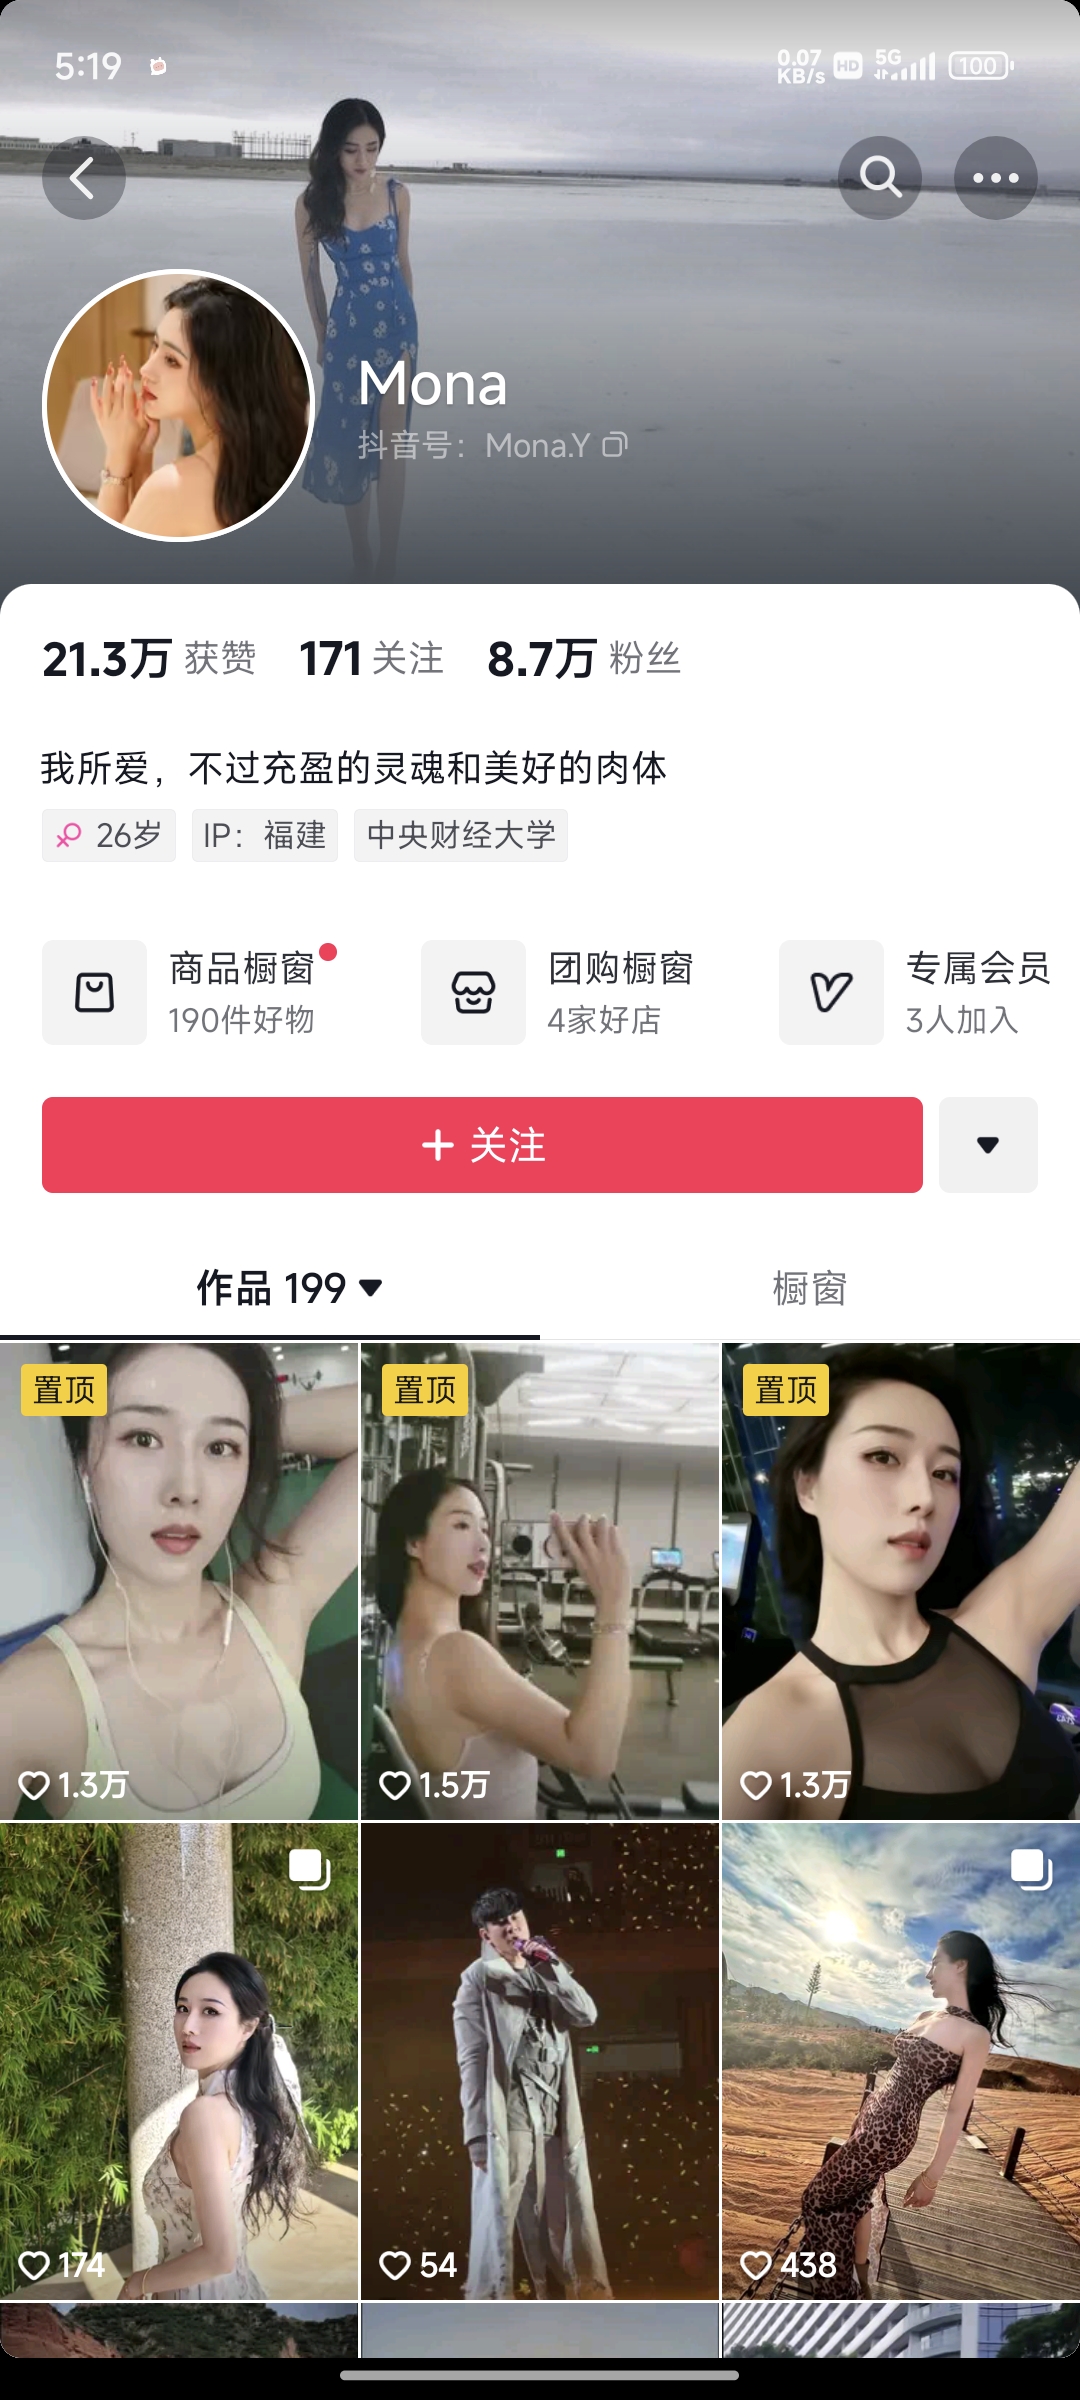 5:19
0.07 KB/s HD 5G 100
Mona
抖音号：Mona.Y
21.3万 获赞 171 关注 8.7万 粉丝
我所爱，不过充盈的灵魂和美好的肉体
26岁 IP：福建 中央财经大学
商品橱窗 团购橱窗 专属会员
190件好物 4家好店 3人加入
+ 关注
作品 199 橱窗
置顶 置顶 置顶
1.3万 1.5万 1.3万
174 54 438